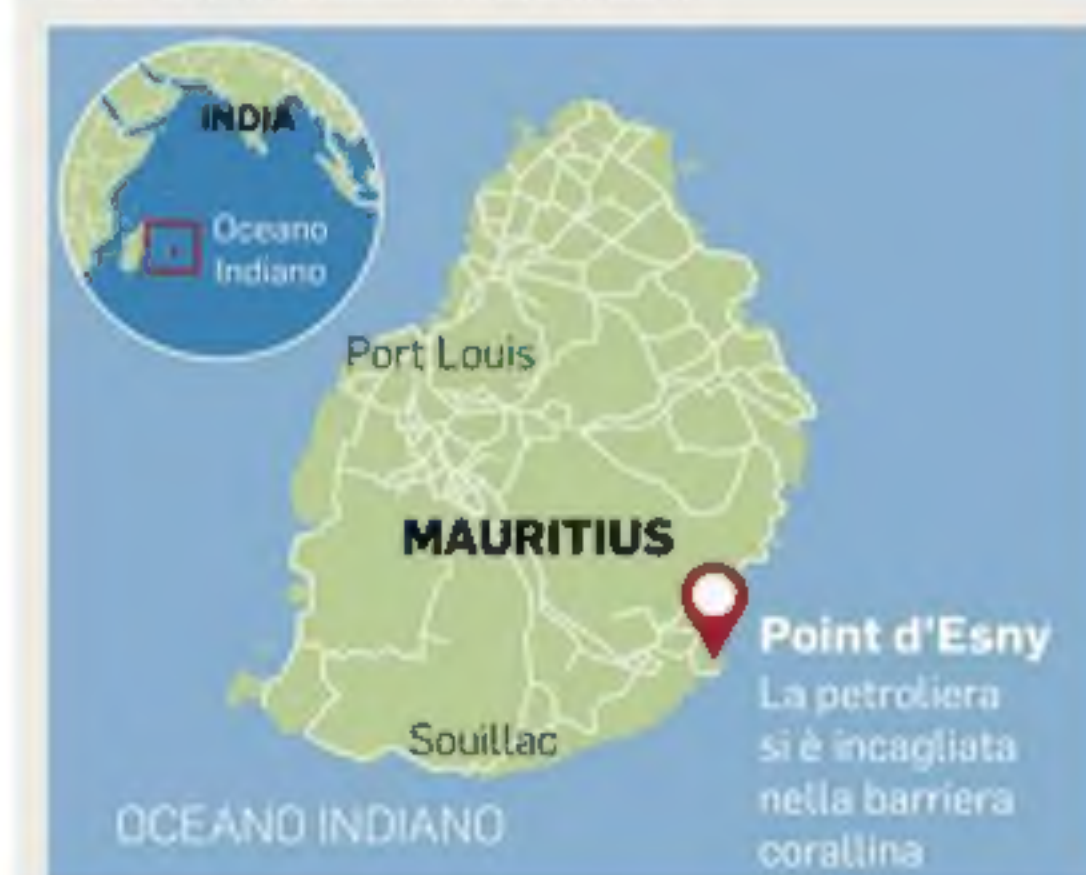 INDIA
Oceano
Indiano
Port Louis
MAURITIUS
Point d'Esny
La petroliera
si è incagliata
nella barriera
corallina
Souillac
OCEANO INDIANO